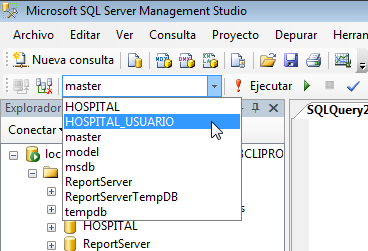 Microsoft SQL Server Management Studio
Archivo Editar Ver Consulta Proyecto Depurar Herran
Nueva consulta
master
Ejecutar
Explorador
SQLQuery2
HOSPITAL
HOSPITAL_USUARIO
master
model
msdb
ReportServer
ReportServerTempDB
tempdb
Conectar
loc
BCLIPRO
s
HOSPITAL
ReportServer